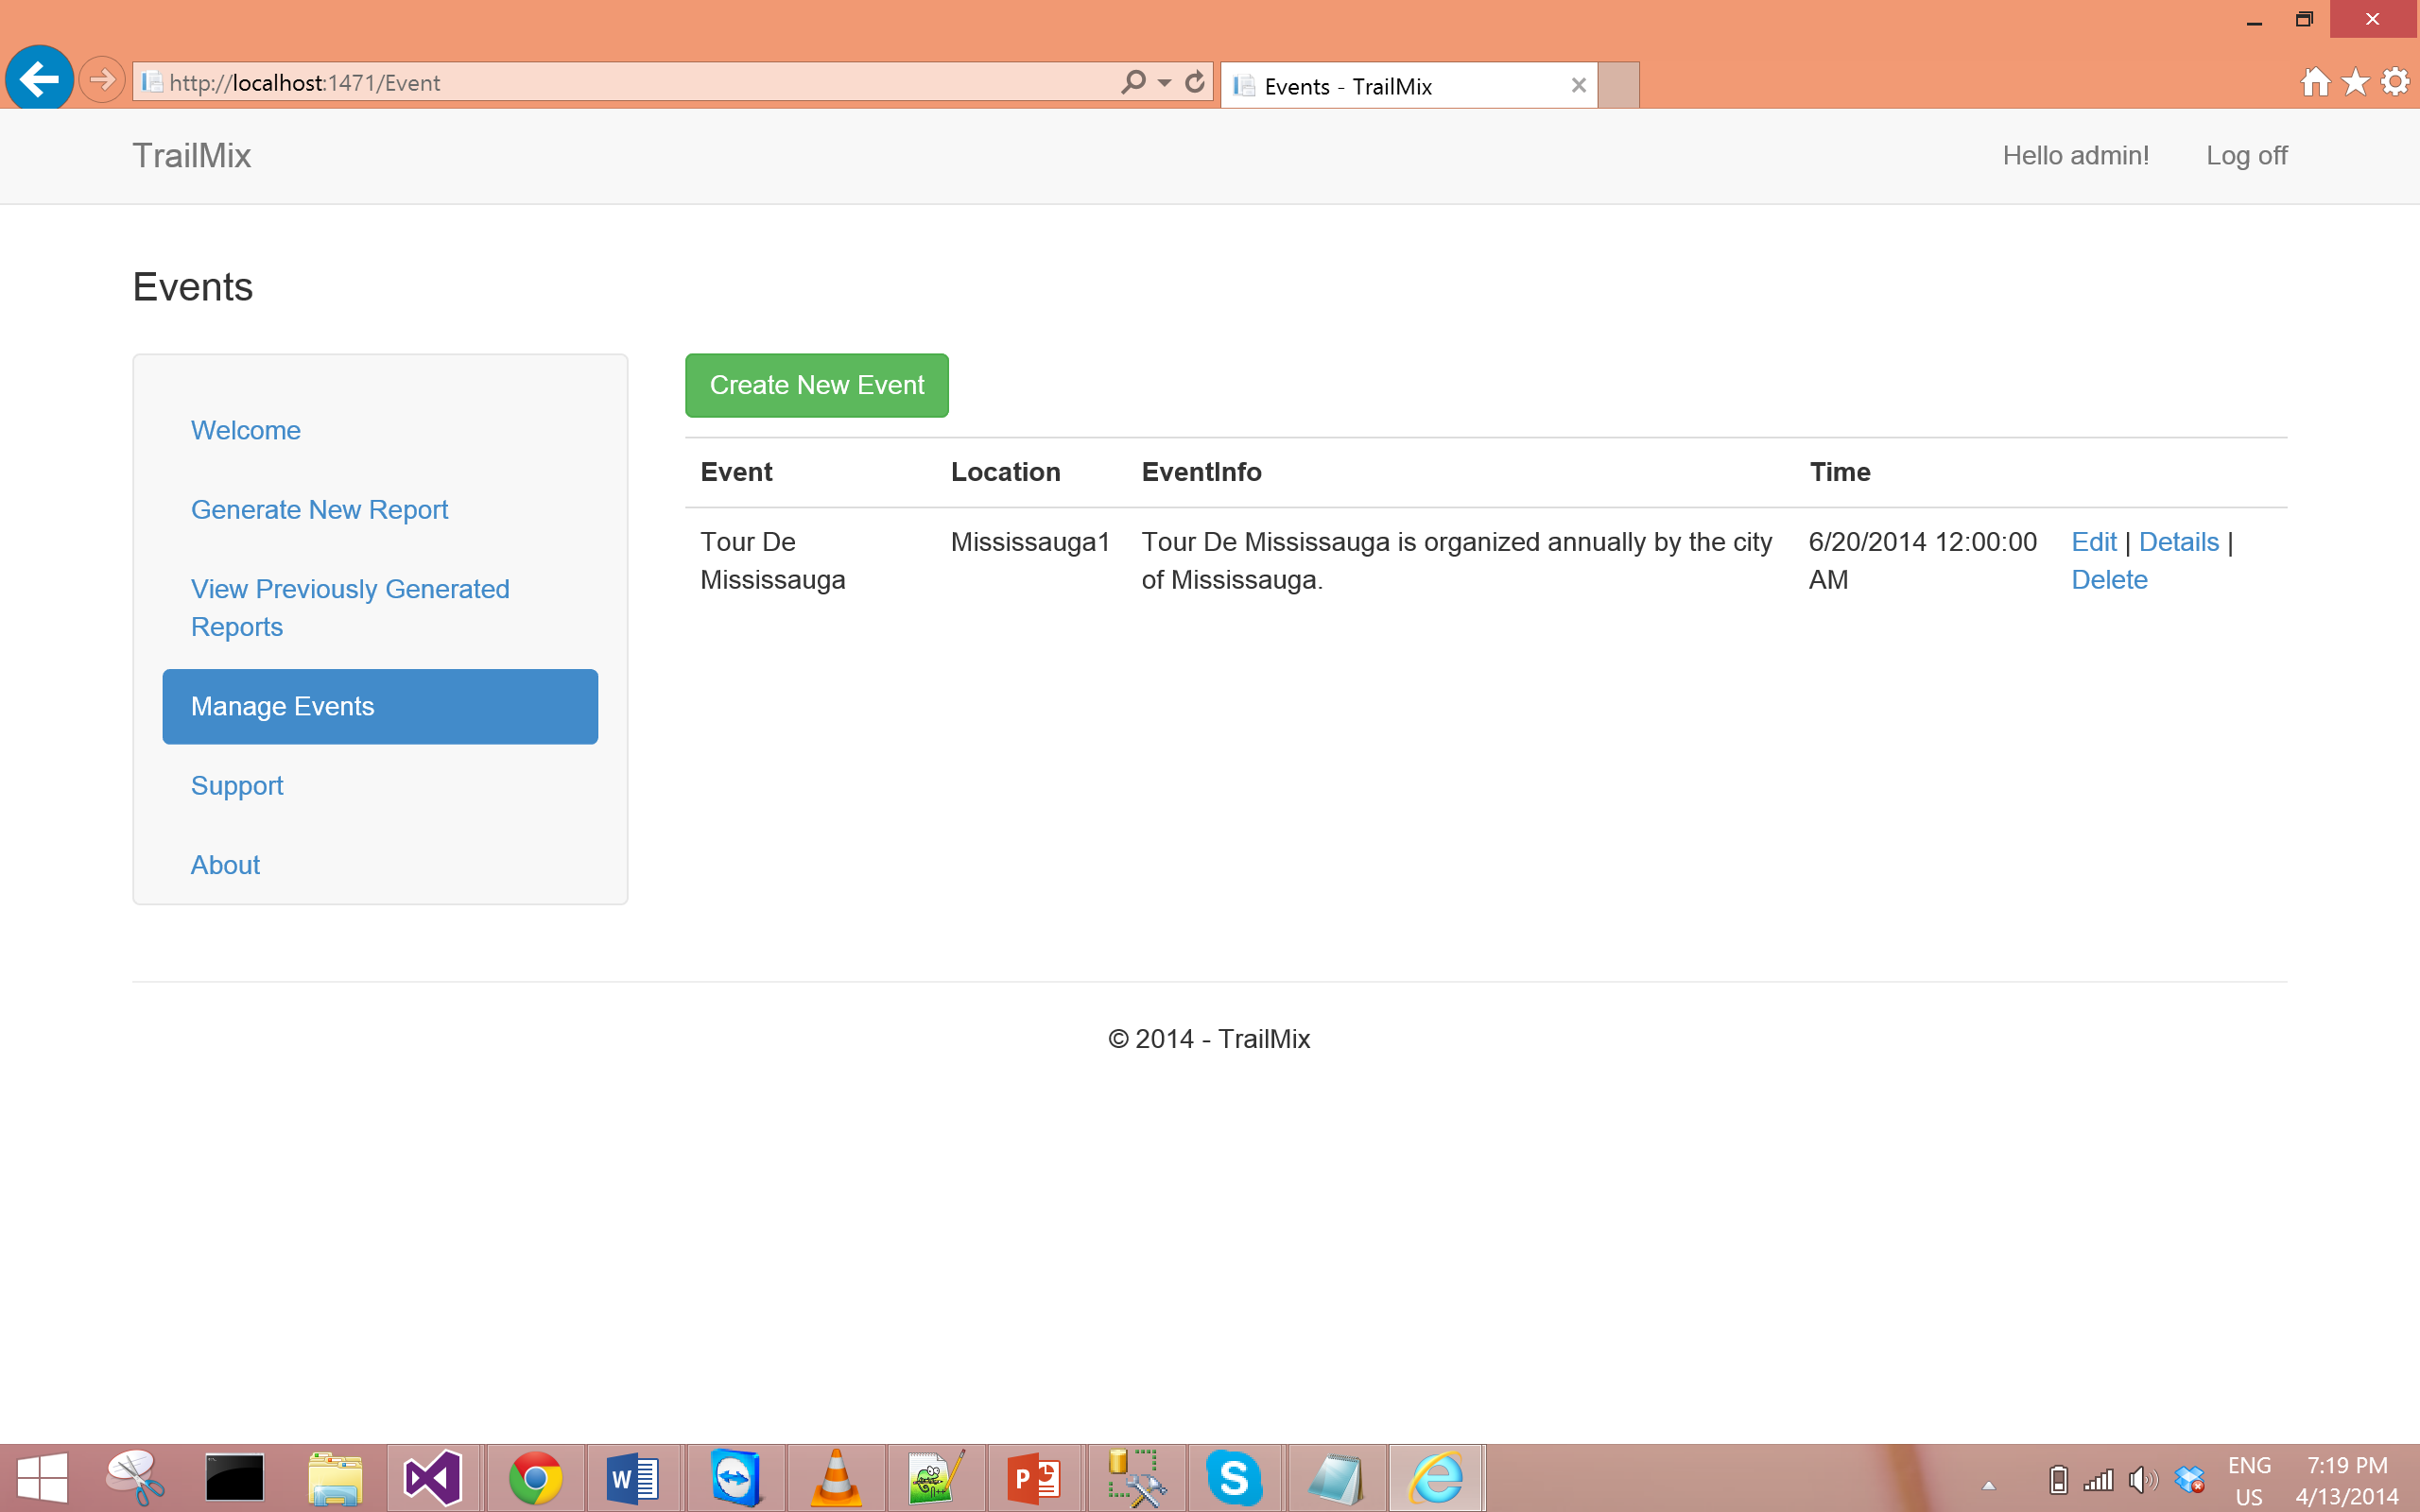 http://localhost:1471/Event
Events - TrailMix
TrailMix
Hello admin!
Log off
Events
Welcome
Generate New Report
View Previously Generated
Reports
Manage Events
Support
About
Create New Event
Event Location EventInfo Time
Tour De Mississauga1 Tour De Mississauga is organized annually by the city 6/20/2014 12:00:00 Edit | Details |
Mississauga of Mississauga. AM Delete
© 2014 - TrailMix
ENG 7:19 PM
US 4/13/2014